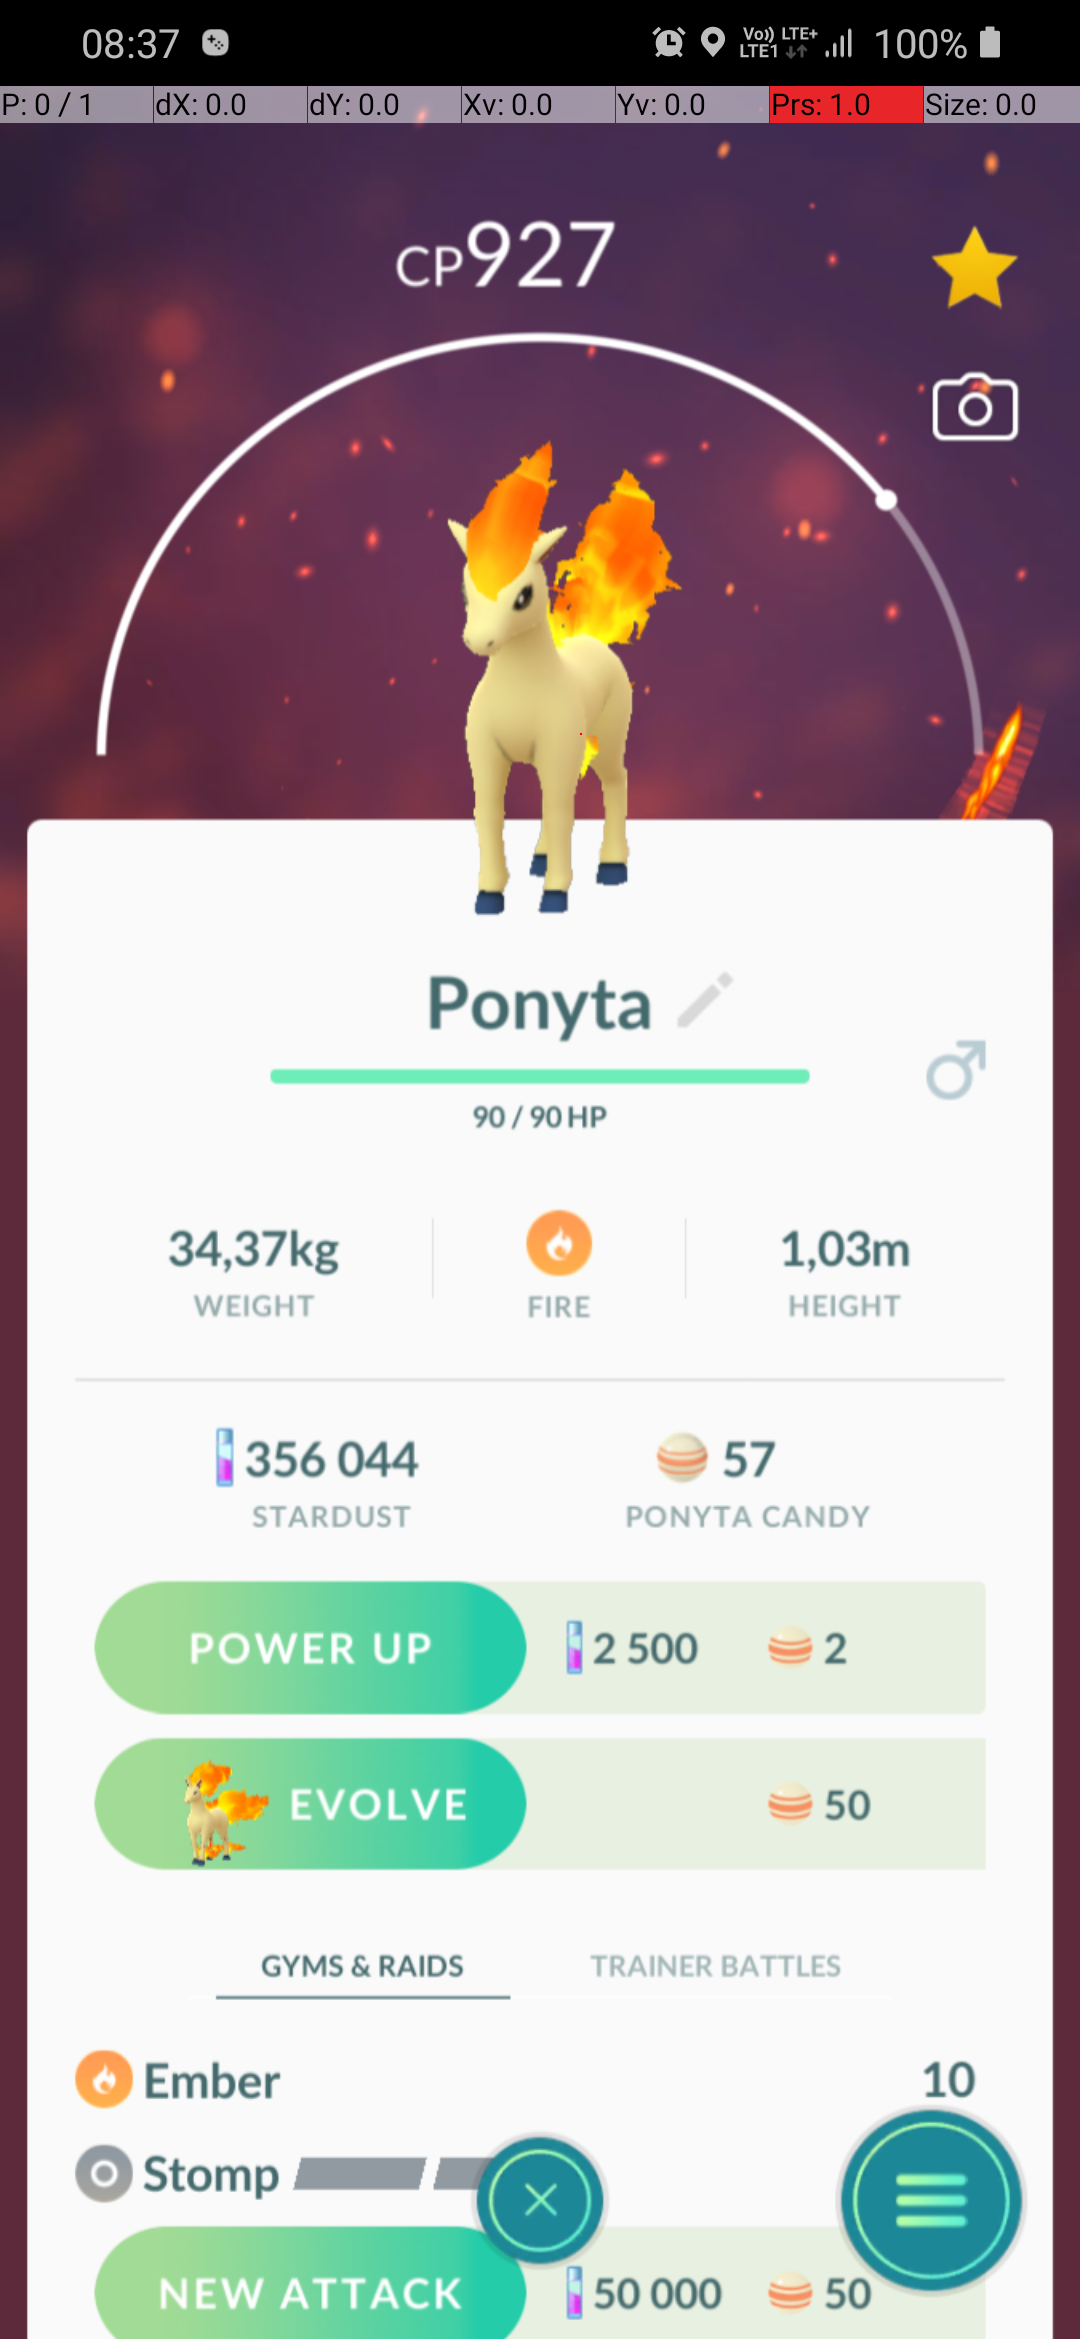 08:37 Vo)) LTE+ LTE1 100%
P: 0 / 1 dX: 0.0 dY: 0.0 Xv: 0.0 Yv: 0.0 Prs: 1.0 Size: 0.0
CP927
Ponyta
90 / 90 HP
34,37kg 1,03m
WEIGHT FIRE HEIGHT
356 044 57
STARDUST PONYTA CANDY
POWER UP 2 500 2
EVOLVE 50
GYMS & RAIDS TRAINER BATTLES
Ember 10
Stomp
NEW ATTACK 50 000 50